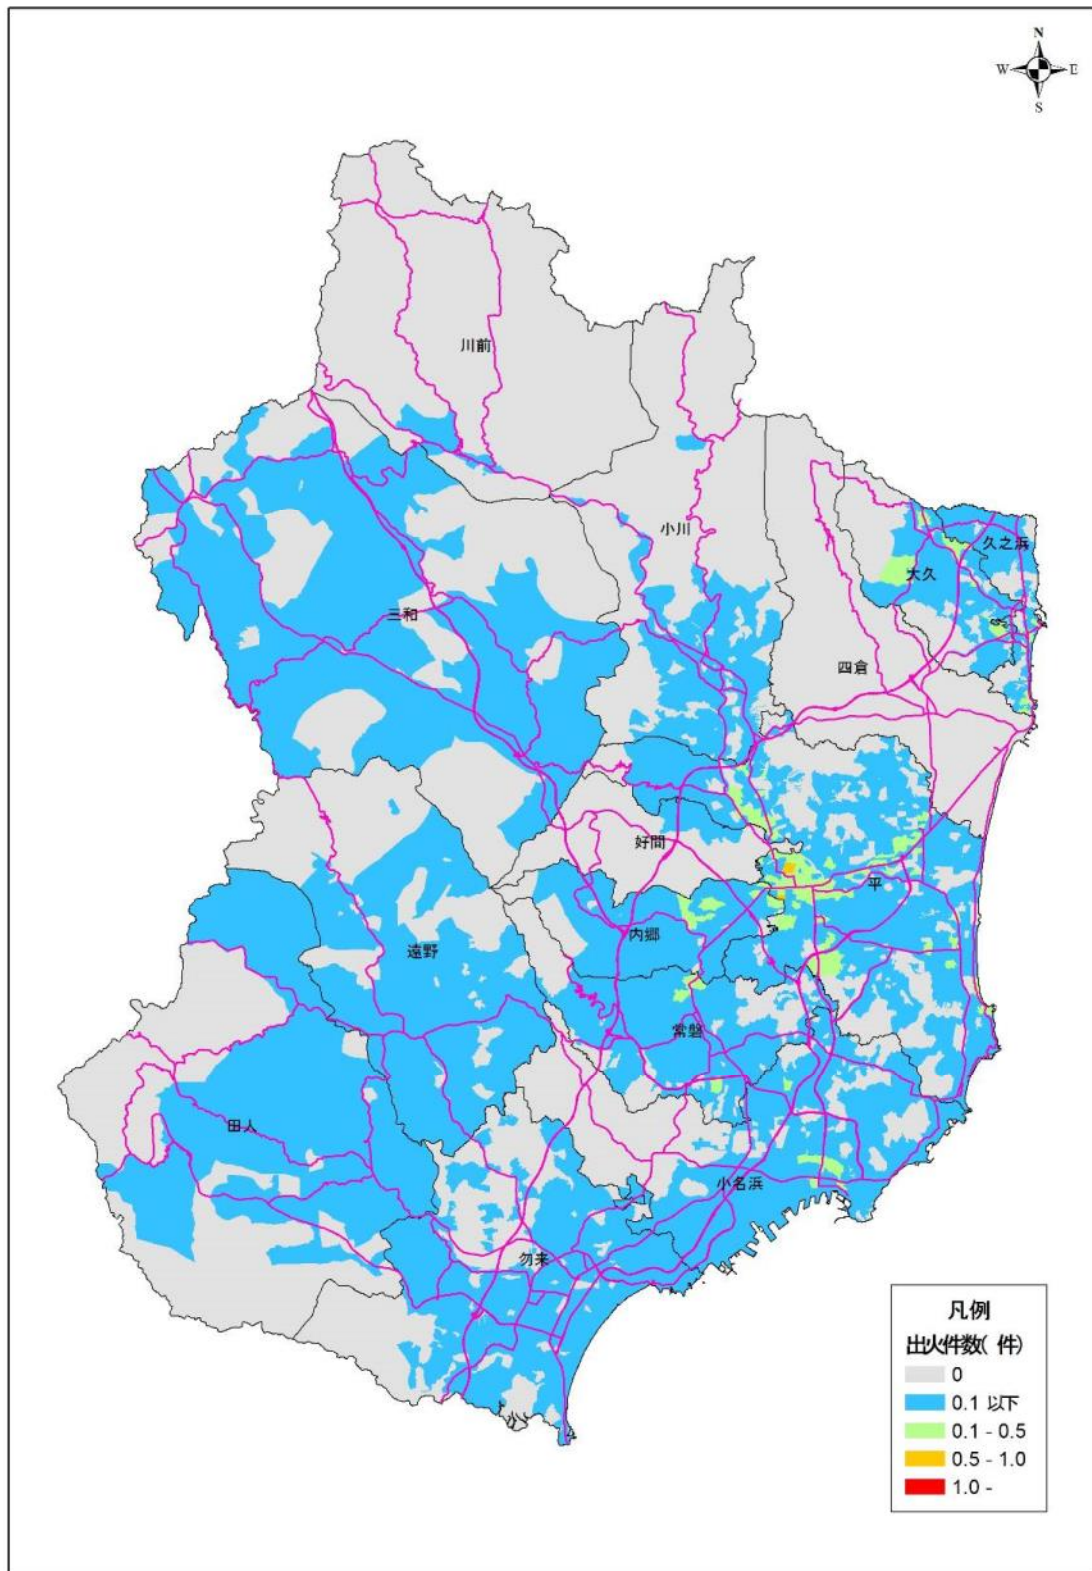 N
W E
S
川前
小川
久之浜
大久
三和
四倉
好間
平
内郷
遠野
常磐
田人
小名浜
勿来
凡例
出火件数( 件)
0
0.1 以下
0.1 - 0.5
0.5 - 1.0
1.0 -